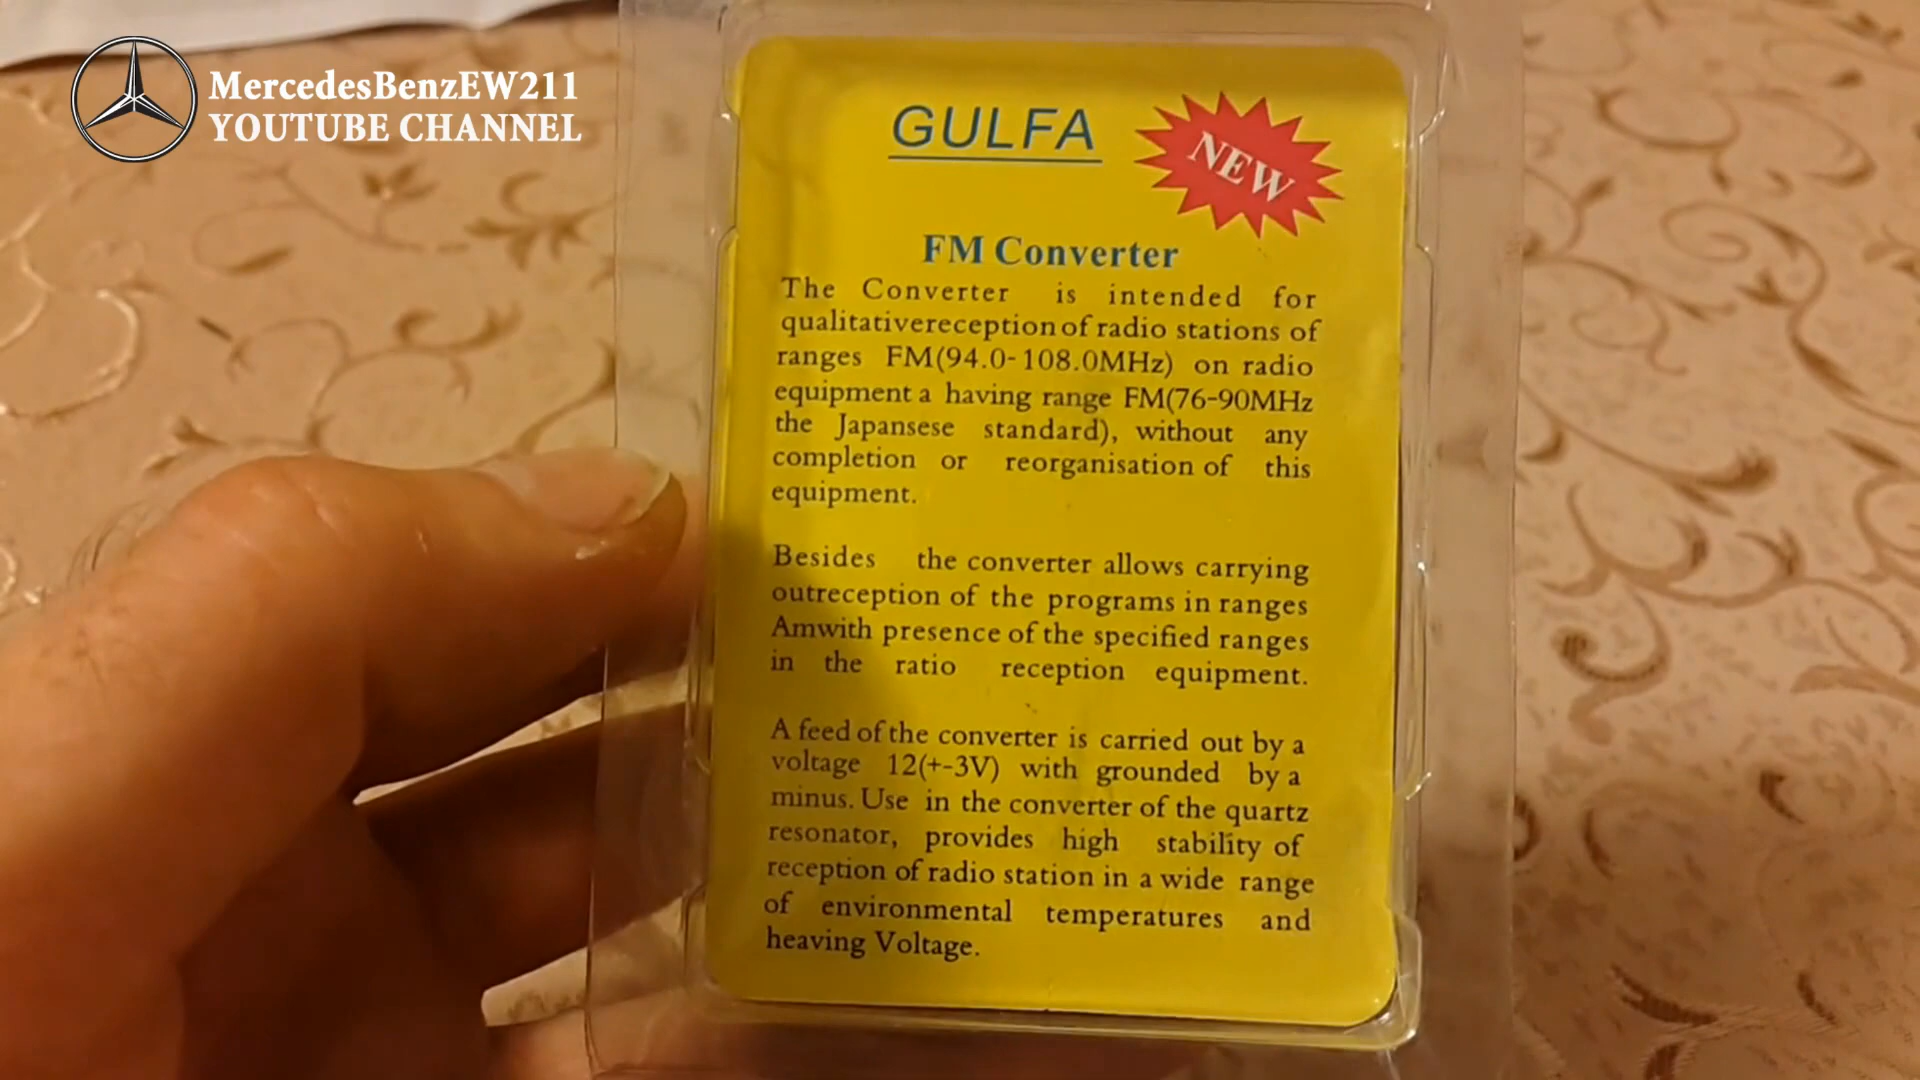 MercedesBenzEW211
YOUTUBE CHANNEL
GULFA
NEW
FM Converter
The Converter is intended for
qualitativereception of radio stations of
ranges FM(94.0-108.0MHz) on radio
equipment a having range FM(76-90MHz
the Japansese standard), without any
completion or reorganisation of this
equipment.
Besides the converter allows carrying
outreception of the programs in ranges
Amwith presence of the specified ranges
in the ratio reception equipment.
A feed of the converter is carried out by a
voltage 12(+-3V) with grounded by a
minus. Use in the converter of the quartz
resonator, provides high stability of
reception of radio station in a wide range
of environmental temperatures and
heaving Voltage.